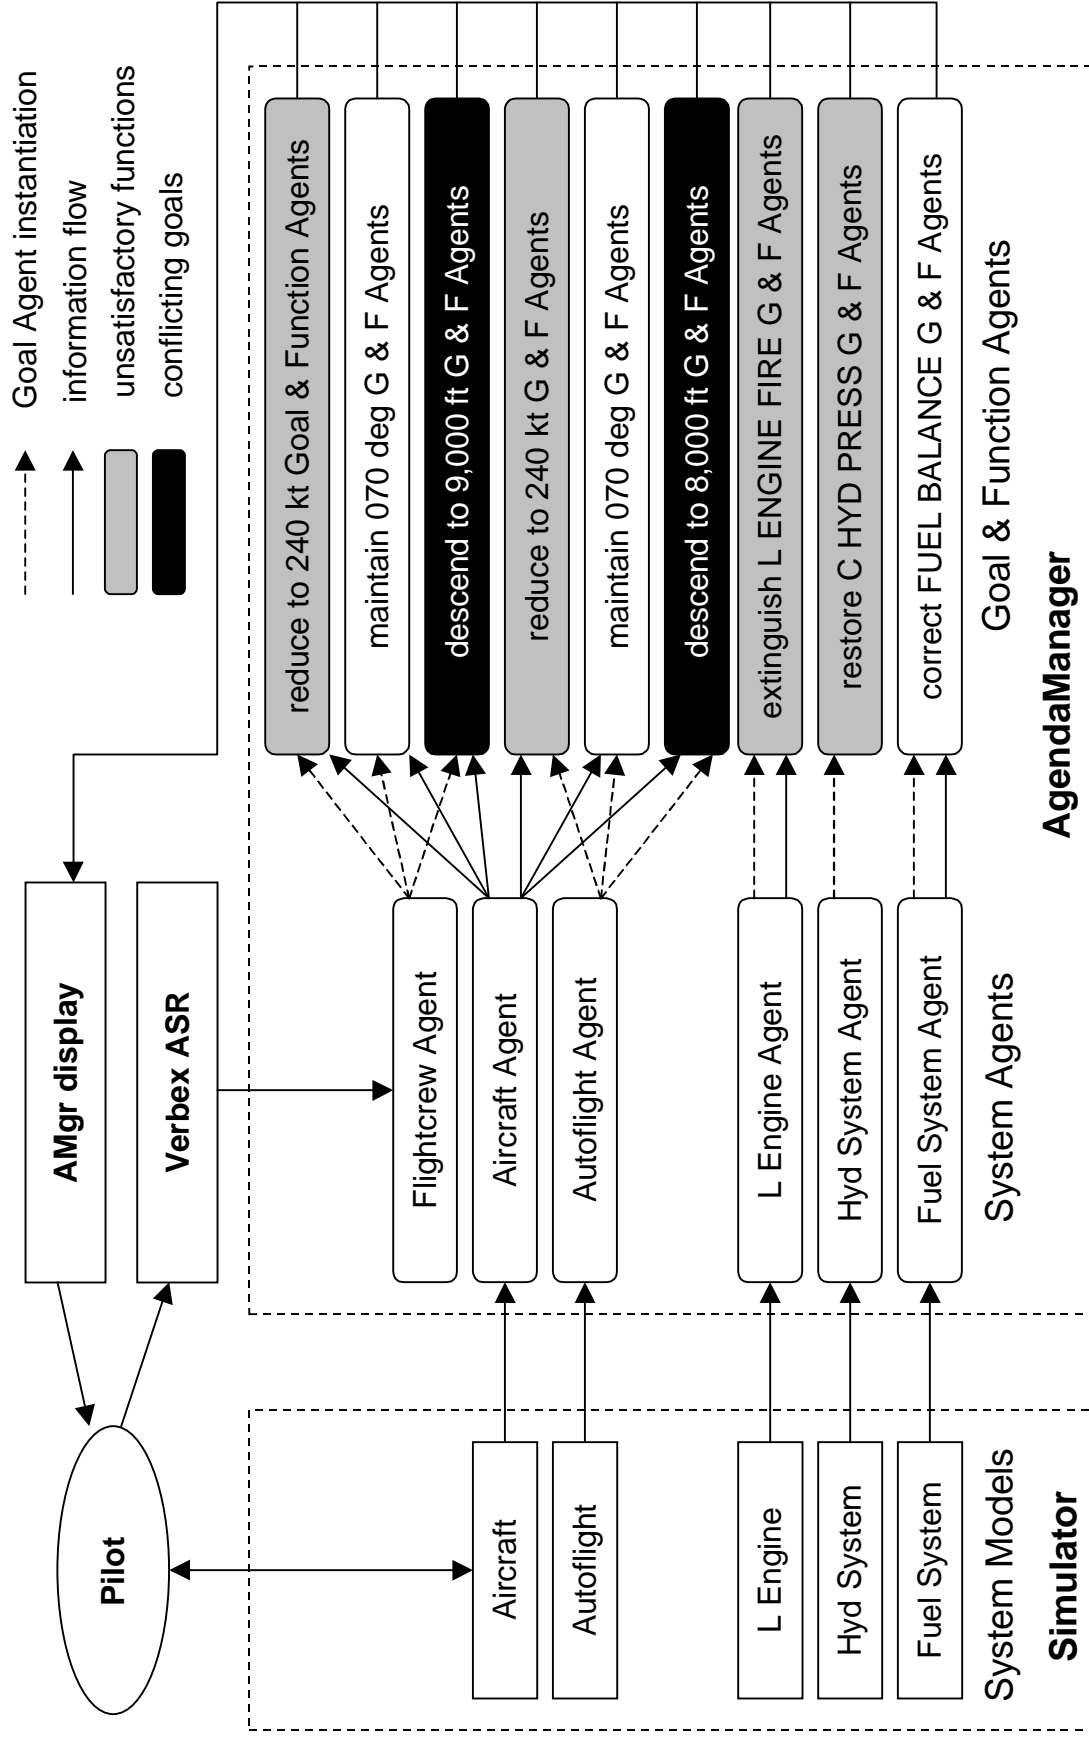 Pilot
AMgr display
Verbex ASR
Goal Agent instantiation
information flow
unsatisfactory functions
conflicting goals
Aircraft
Autoflight
L Engine
Hyd System
Fuel System
System Models
Simulator
Flightcrew Agent
Aircraft Agent
Autoflight Agent
L Engine Agent
Hyd System Agent
Fuel System Agent
System Agents
reduce to 240 kt Goal & Function Agents
maintain 070 deg G & F Agents
descend to 9,000 ft G & F Agents
reduce to 240 kt G & F Agents
maintain 070 deg G & F Agents
descend to 8,000 ft G & F Agents
extinguish L ENGINE FIRE G & F Agents
restore C HYD PRESS G & F Agents
correct FUEL BALANCE G & F Agents
Goal & Function Agents
AgendaManager